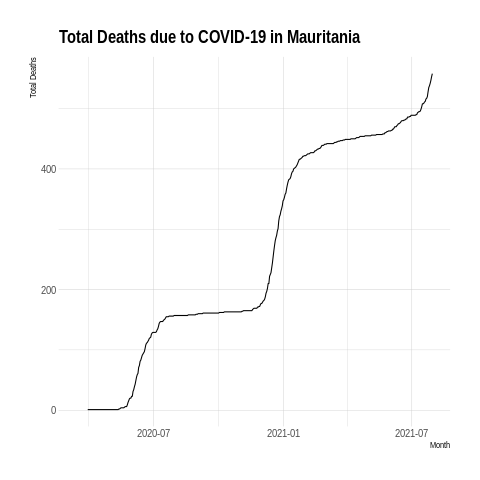 Total Deaths due to COVID-19 in Mauritania
Total Deaths
400
200
0
2020-07 2021-01 2021-07
Month